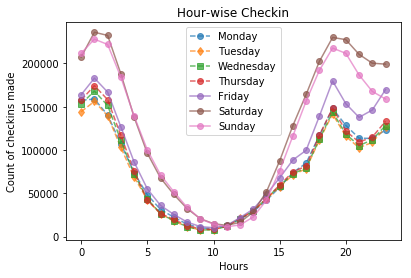 Hour-wise Checkin
Count of checkins made
200000
150000
100000
50000
0
Monday
Tuesday
Wednesday
Thursday
Friday
Saturday
Sunday
0 5 10 15 20
Hours